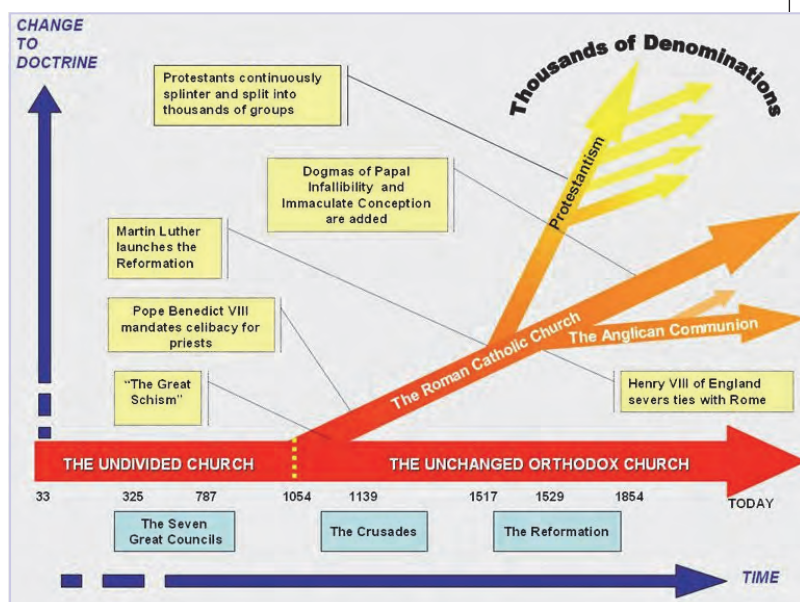 CHANGE
TO
DOCTRINE
Thousands of Denominations
Protestants continuously
splinter and split into
thousands of groups
Dogmas of Papal
Infallibility and
Immaculate Conception
are added
Protestantism
Martin Luther
launches the
Reformation
Pope Benedict VIII
mandates celibacy for
priests
The Roman Catholic Church
The Anglican Communion
"The Great
Schism"
Henry VIII of England
severs ties with Rome
THE UNDIVIDED CHURCH
THE UNCHANGED ORTHODOX CHURCH
33 325 787 1054 1139 1517 1529 1854 TODAY
The Seven
Great Councils
The Crusades
The Reformation
TIME